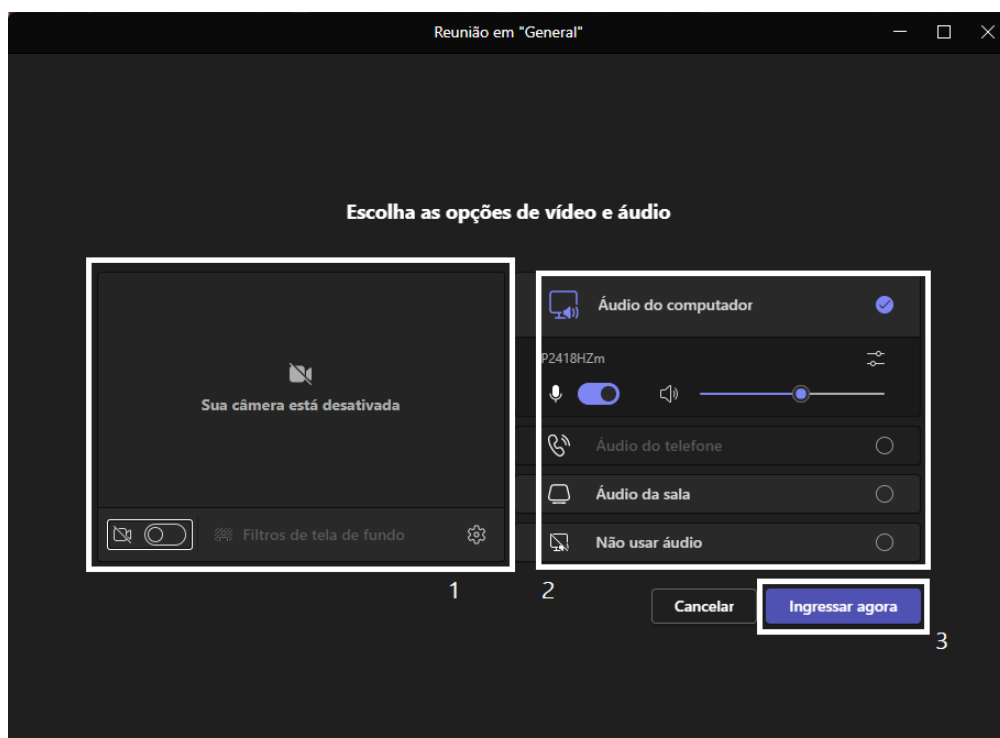 Reunião em "General"
Escolha as opções de vídeo e áudio
Sua câmera está desativada
Filtros de tela de fundo
1
Áudio do computador
P2418HZm
Áudio do telefone
Áudio da sala
Não usar áudio
2
Cancelar
Ingressar agora
3